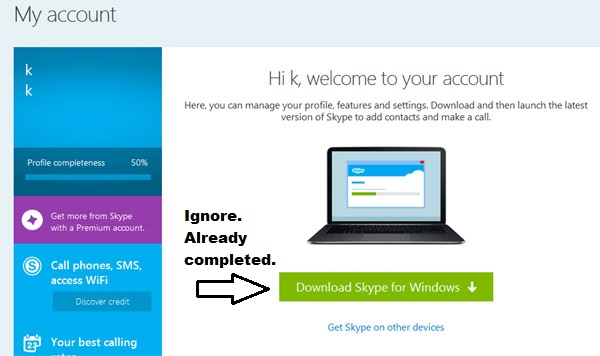 My account
k
k
Profile completeness 50%
Get more from Skype
with a Premium account.
Call phones, SMS,
access WiFi
Discover credit
23
Your best calling
Hi k, welcome to your account
Here, you can manage your profile, features and settings. Download and then launch the latest
version of Skype to add contacts and make a call.
Ignore.
Already
completed.
Download Skype for Windows
Get Skype on other devices